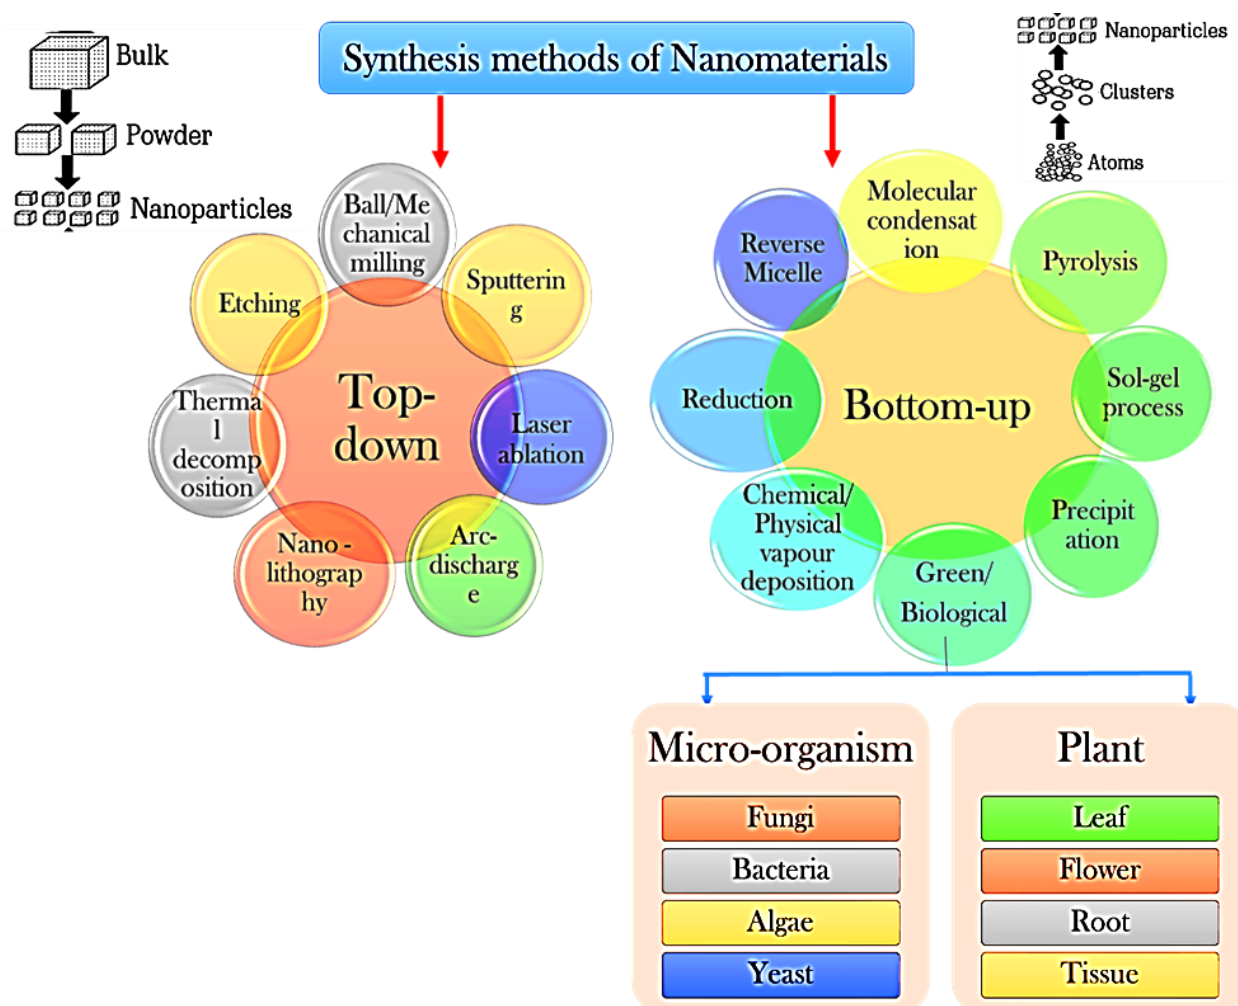 Synthesis methods of Nanomaterials
Bulk
Powder
Nanoparticles
Nanoparticles
Clusters
Atoms
Top-
down
Ball/Me
chanical
milling
Sputterin
g
Laser
ablation
Arc-
discharg
e
Nano -
lithograp
hy
Therma
l
decomp
osition
Etching
Bottom-up
Molecular
condensat
ion
Pyrolysis
Sol-gel
process
Precipit
ation
Green/
Biological
Chemical/
Physical
vapour
deposition
Reduction
Reverse
Micelle
Micro-organism
Fungi
Bacteria
Algae
Yeast
Plant
Leaf
Flower
Root
Tissue